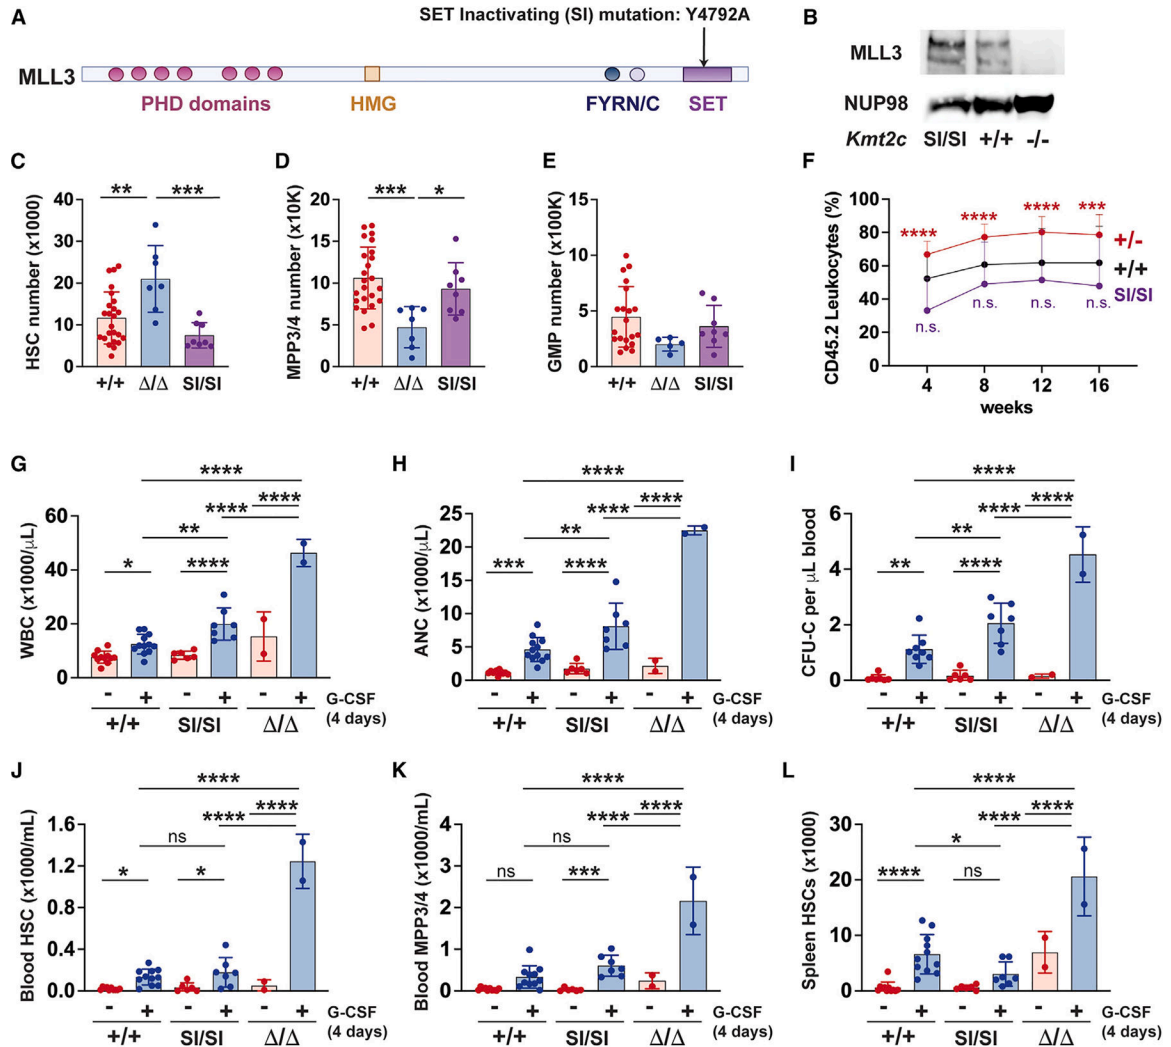 A
SET Inactivating (SI) mutation: Y4792A
MLL3
PHD domains
HMG
FYRN/C
SET
B
MLL3
NUP98
Kmt2c SI/SI +/+ -/-
C
HSC number (x1000)
40
30
20
10
0
** ***
+/+ Δ/Δ SI/SI
D
MPP3/4 number (x10K)
20
15
10
5
0
*** *
+/+ Δ/Δ SI/SI
E
GMP number (x100K)
15
10
5
0
+/+ Δ/Δ SI/SI
F
CD45.2 Leukocytes (%)
100
80
60
40
20
0
**** **** **** ***
+/-
+/+
SI/SI
n.s. n.s. n.s. n.s.
4 8 12 16
weeks
G
WBC (x1000/μL)
60
40
20
0
****
****
****
**
* ****
- + - + - +
G-CSF
(4 days)
+/+ SI/SI Δ/Δ
H
ANC (x1000/μL)
25
20
15
10
5
0
****
****
****
**
*** ****
- + - + - +
G-CSF
(4 days)
+/+ SI/SI Δ/Δ
I
CFU-C per μL blood
6
4
2
0
****
****
****
**
** ****
- + - + - +
G-CSF
(4 days)
+/+ SI/SI Δ/Δ
J
Blood HSC (x1000/mL)
1.6
1.2
0.8
0.4
0.0
****
****
****
ns
* *
- + - + - +
G-CSF
(4 days)
+/+ SI/SI Δ/Δ
K
Blood MPP3/4 (x1000/mL)
4
3
2
1
0
****
****
****
ns
ns ***
- + - + - +
G-CSF
(4 days)
+/+ SI/SI Δ/Δ
L
Spleen HSCs (x1000)
30
20
10
0
****
****
****
*
**** ns
- + - + - +
G-CSF
(4 days)
+/+ SI/SI Δ/Δ